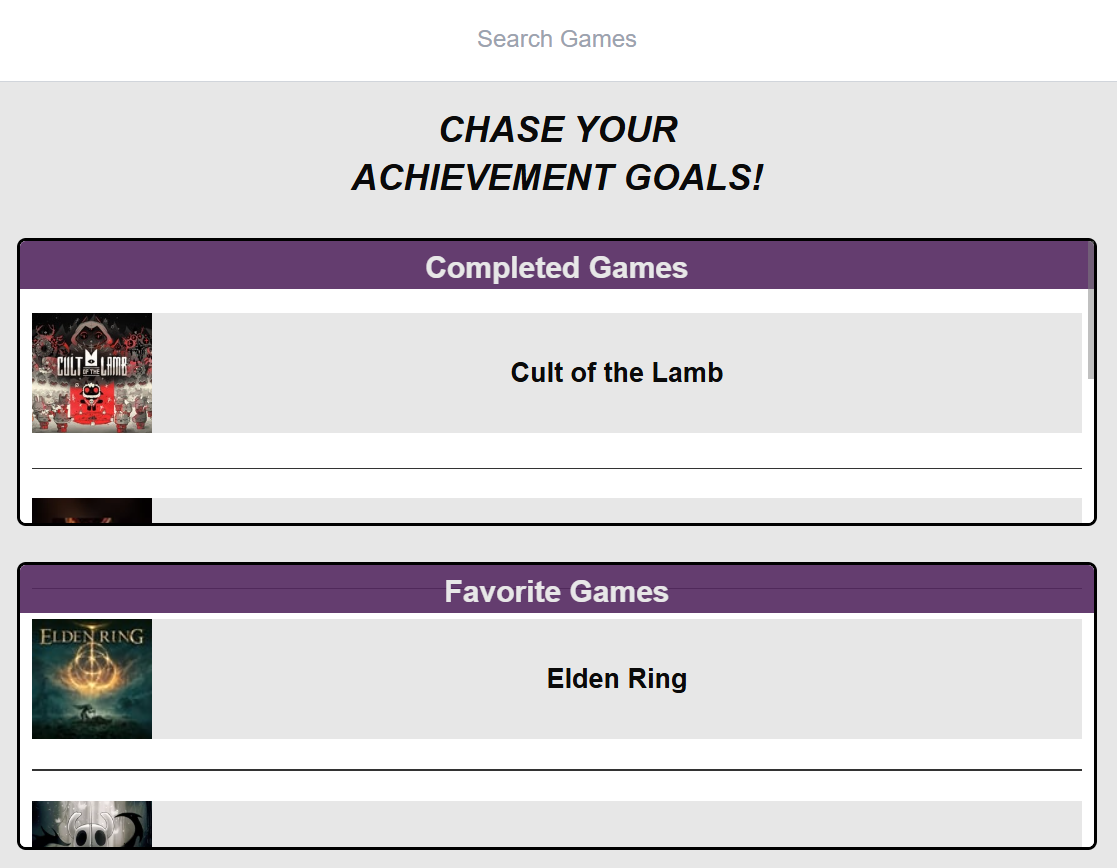 Search Games
CHASE YOUR
ACHIEVEMENT GOALS!
Completed Games
CULT OF THE LAMB
Cult of the Lamb
Favorite Games
ELDEN RING
Elden Ring